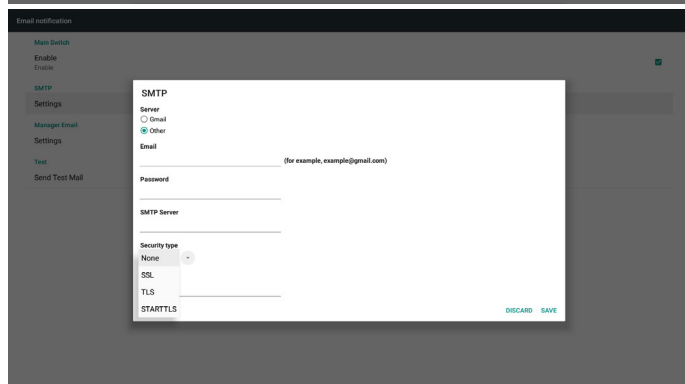 Email notification
Main Switch
Enable
Enable
SMTP
Settings
Manager Email
Settings
Test
Send Test Mail
SMTP
Server
Gmail
Other
Email
(for example, example@gmail.com)
Password
SMTP Server
Security type
None
SSL
TLS
STARTTLS
DISCARD SAVE